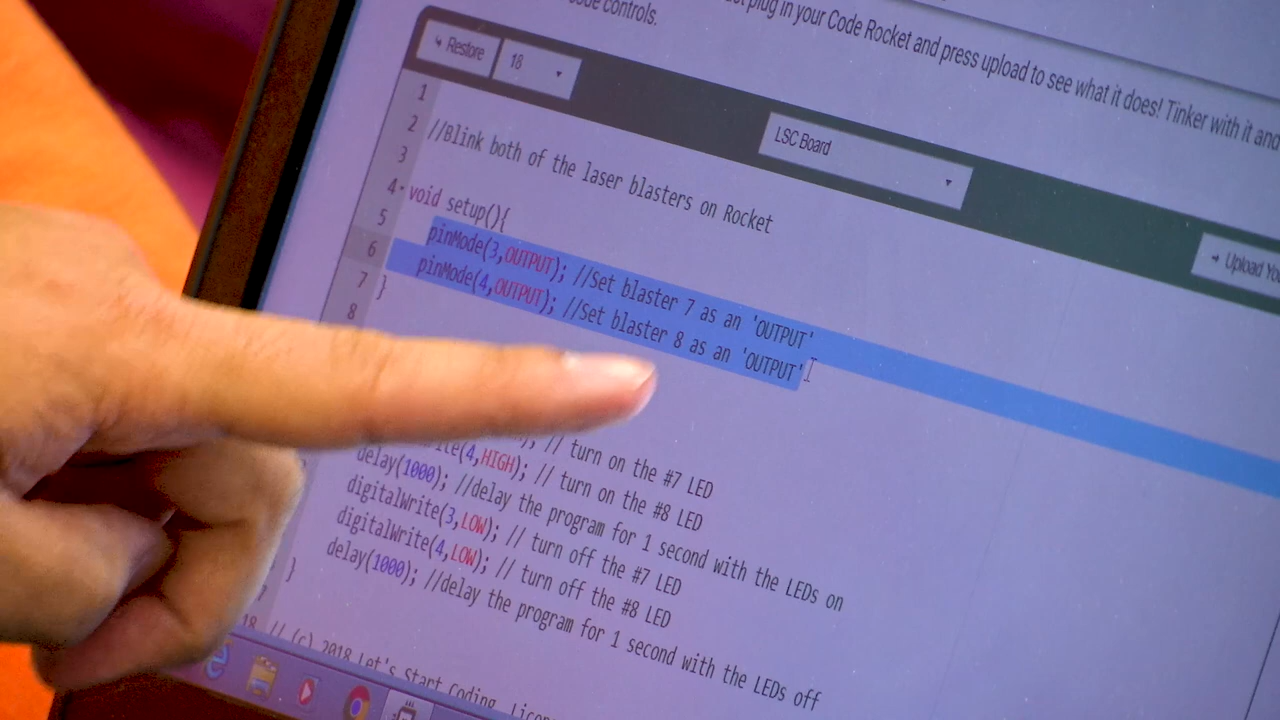 plug in your Code Rocket and press upload to see what it does! Tinker with it and
code controls.
Restore
18
LSC Board
Upload
1
2 //Blink both of the laser blasters on Rocket
3
4 void setup(){
5 pinMode(3,OUTPUT); //Set blaster 7 as an 'OUTPUT'
6 pinMode(4,OUTPUT); //Set blaster 8 as an 'OUTPUT'
7 }
8
// turn on the #7 LED
(4,HIGH); // turn on the #8 LED
delay(1000); //delay the program for 1 second with the LEDs on
digitalWrite(3,LOW); // turn off the #7 LED
digitalWrite(4,LOW); // turn off the #8 LED
delay(1000); //delay the program for 1 second with the LEDs off
}
18 // (c) 2018 Let's Start Coding.